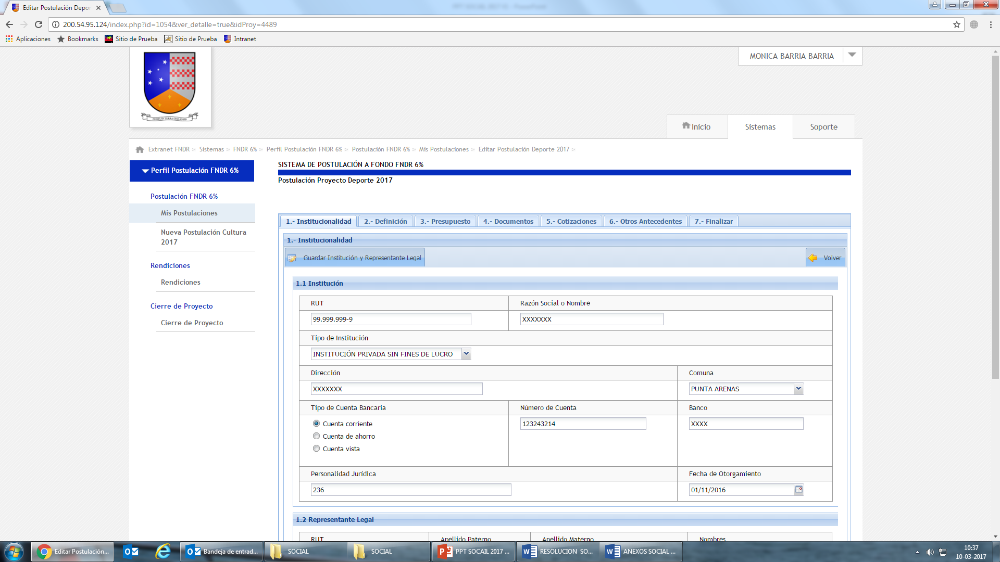 Editar Postulación Depor
200.54.95.124/index.php?id=1054&ver_detalle=true&idProy=4489
Aplicaciones Bookmarks Sitio de Prueba Sitio de Prueba Intranet
MONICA BARRIA BARRIA
Inicio Sistemas Soporte
Extranet FNDR > Sistemas > FNDR 6% > Perfil Postulación FNDR 6% > Postulación FNDR 6% > Mis Postulaciones > Editar Postulación Deporte 2017 >
Perfil Postulación FNDR 6%
Postulación FNDR 6%
Mis Postulaciones
Nueva Postulación Cultura
2017
Rendiciones
Rendiciones
Cierre de Proyecto
Cierre de Proyecto
SISTEMA DE POSTULACIÓN A FONDO FNDR 6%
Postulación Proyecto Deporte 2017
1.- Institucionalidad 2.- Definición 3.- Presupuesto 4.- Documentos 5.- Cotizaciones 6.- Otros Antecedentes 7.- Finalizar
1.- Institucionalidad
Guardar Institución y Representante Legal Volver
1.1 Institución
RUT Razón Social o Nombre
99.999.999-9 XXXXXXX
Tipo de Institución
INSTITUCIÓN PRIVADA SIN FINES DE LUCRO
Dirección Comuna
XXXXXXX PUNTA ARENAS
Tipo de Cuenta Bancaria Número de Cuenta Banco
Cuenta corriente 123243214 XXXX
Cuenta de ahorro
Cuenta vista
Personalidad Jurídica Fecha de Otorgamiento
236 01/11/2016
1.2 Representante Legal
RUT Apellido Paterno Apellido Materno Nombres
Editar Postulación... Bandeja de entrad... SOCIAL SOCIAL PPT SOCAIL 2017 ... RESOLUCION SO... ANEXOS SOCIAL ...
10:37
10-03-2017